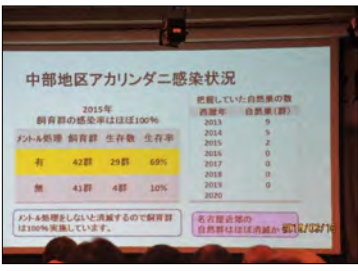 中部地区アカリンダニ感染状況
2015年
飼育群の感染率はほぼ100%
メントール処理 飼育群 生存数 生存率
有 42群 29群 69%
無 41群 4群 10%
メントル処理をしないと消滅するので飼育群
は100%実施しています。
把握していた自然巣の数
西暦年 自然巣(群)
2013 9
2014 5
2015 2
2016 0
2017 0
2018 0
2019 0
2020
名古屋近郊の
自然群はほぼ消滅か